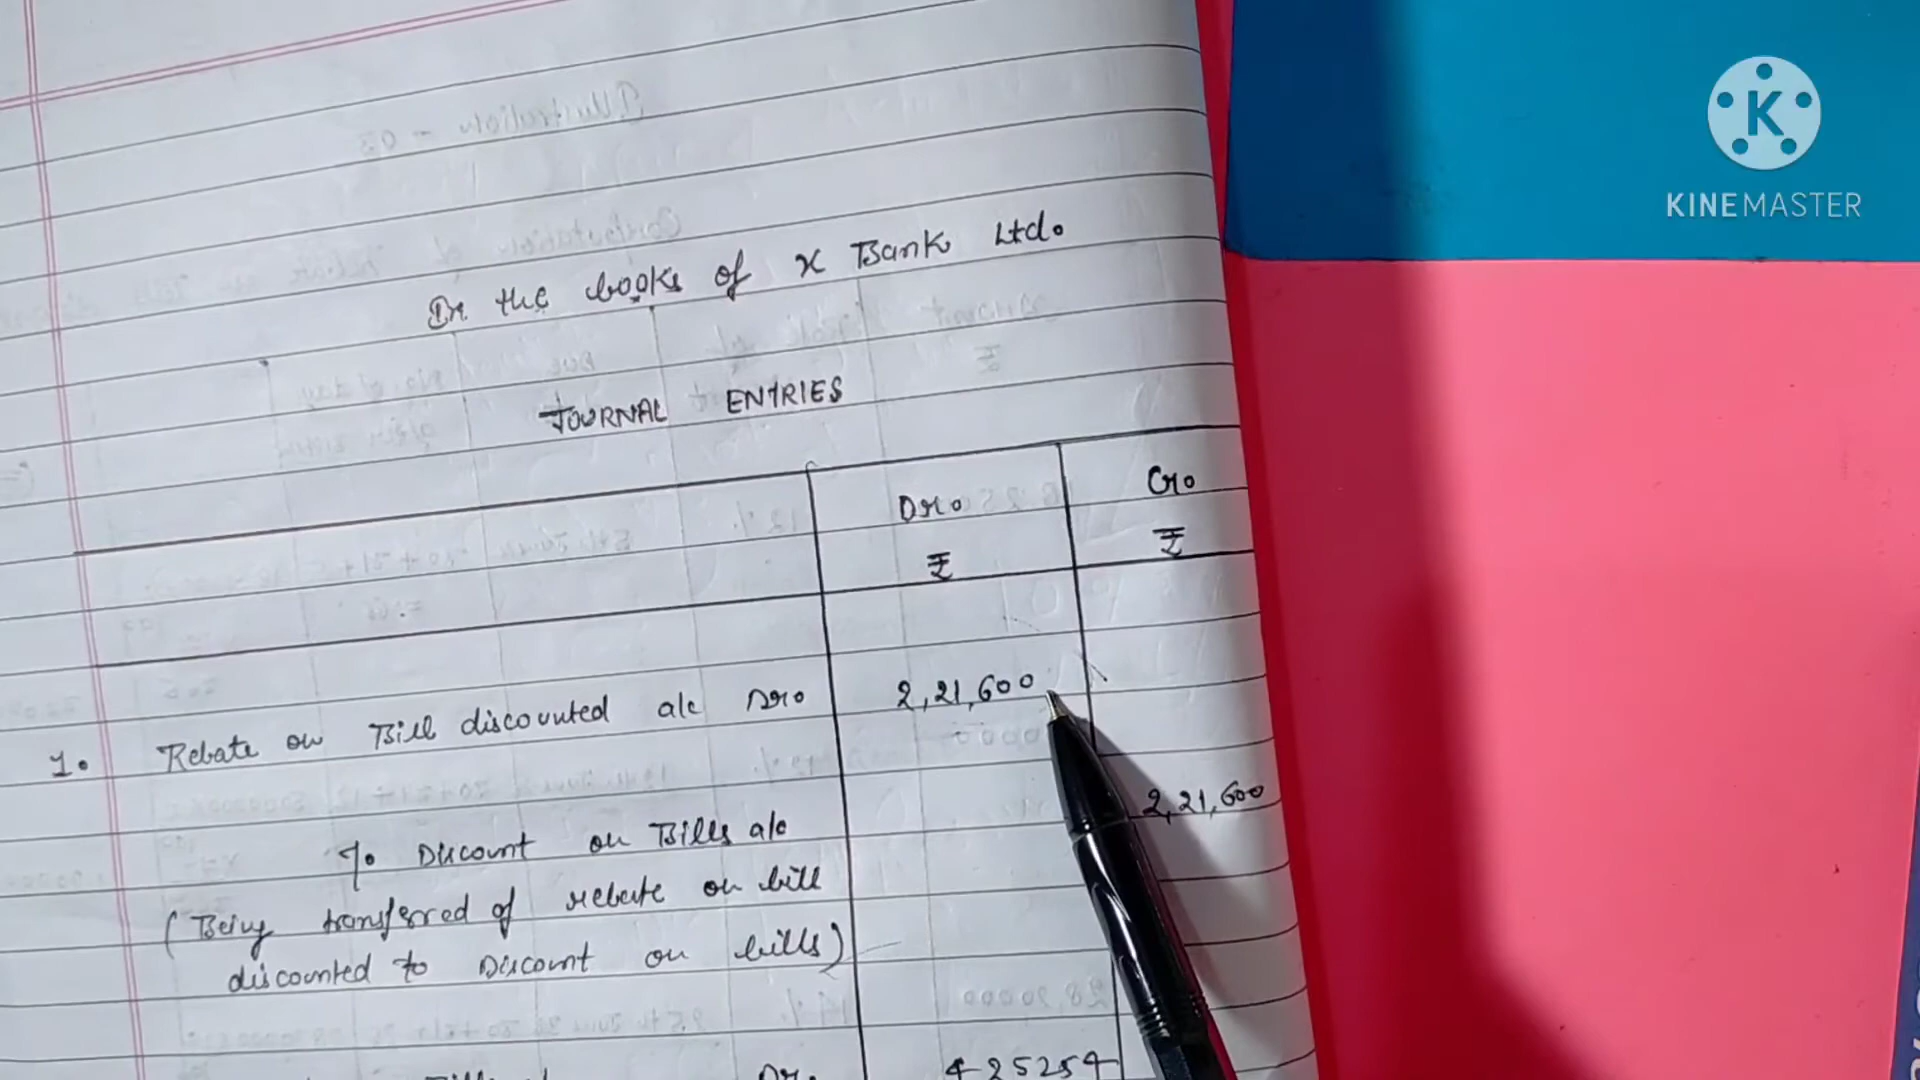 In the books of X Bank Ltd.
JOURNAL ENTRIES
Dr. Cr.
₹ ₹
1. Rebate on Bill discounted a/c Dr. 2,21,600
To Discount on Bills a/c 2,21,600
(Being transferred of rebate on bill
discounted to Discount on bills)
Dr. 425254
K
KINEMASTER